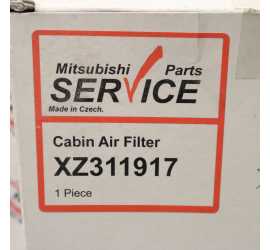 Mitsubishi Parts
SERVICE
Made in Czech.
Cabin Air Filter
XZ311917
1 Piece